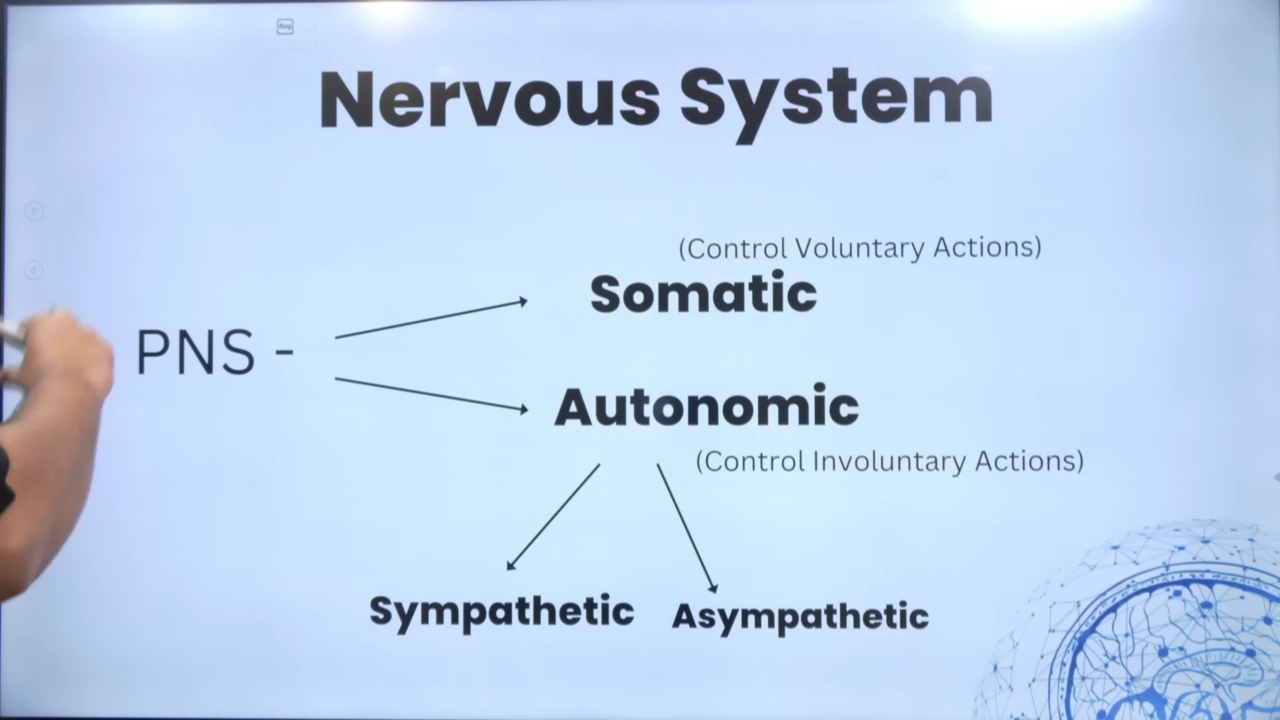 Nervous System
(Control Voluntary Actions)
Somatic
PNS -
Autonomic
(Control Involuntary Actions)
Sympathetic Asympathetic